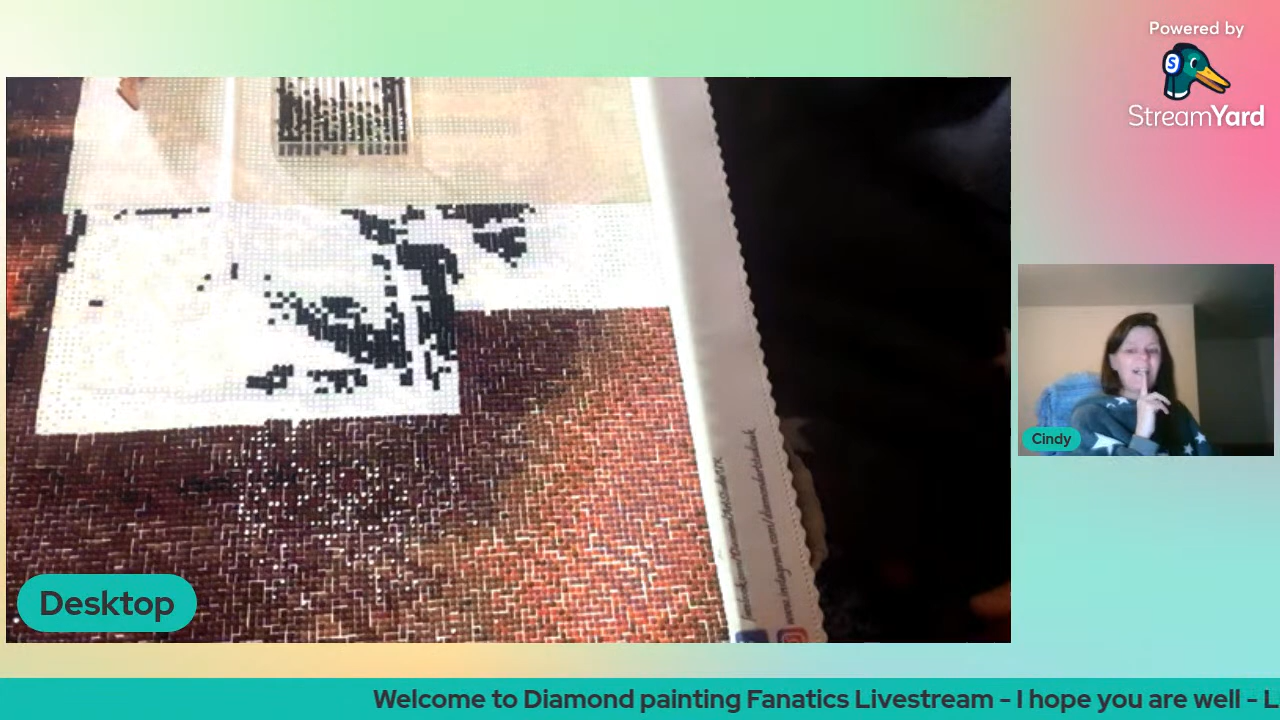 Powered by
S
StreamYard
Cindy
Desktop
Welcome to Diamond painting Fanatics Livestream - I hope you are well - L